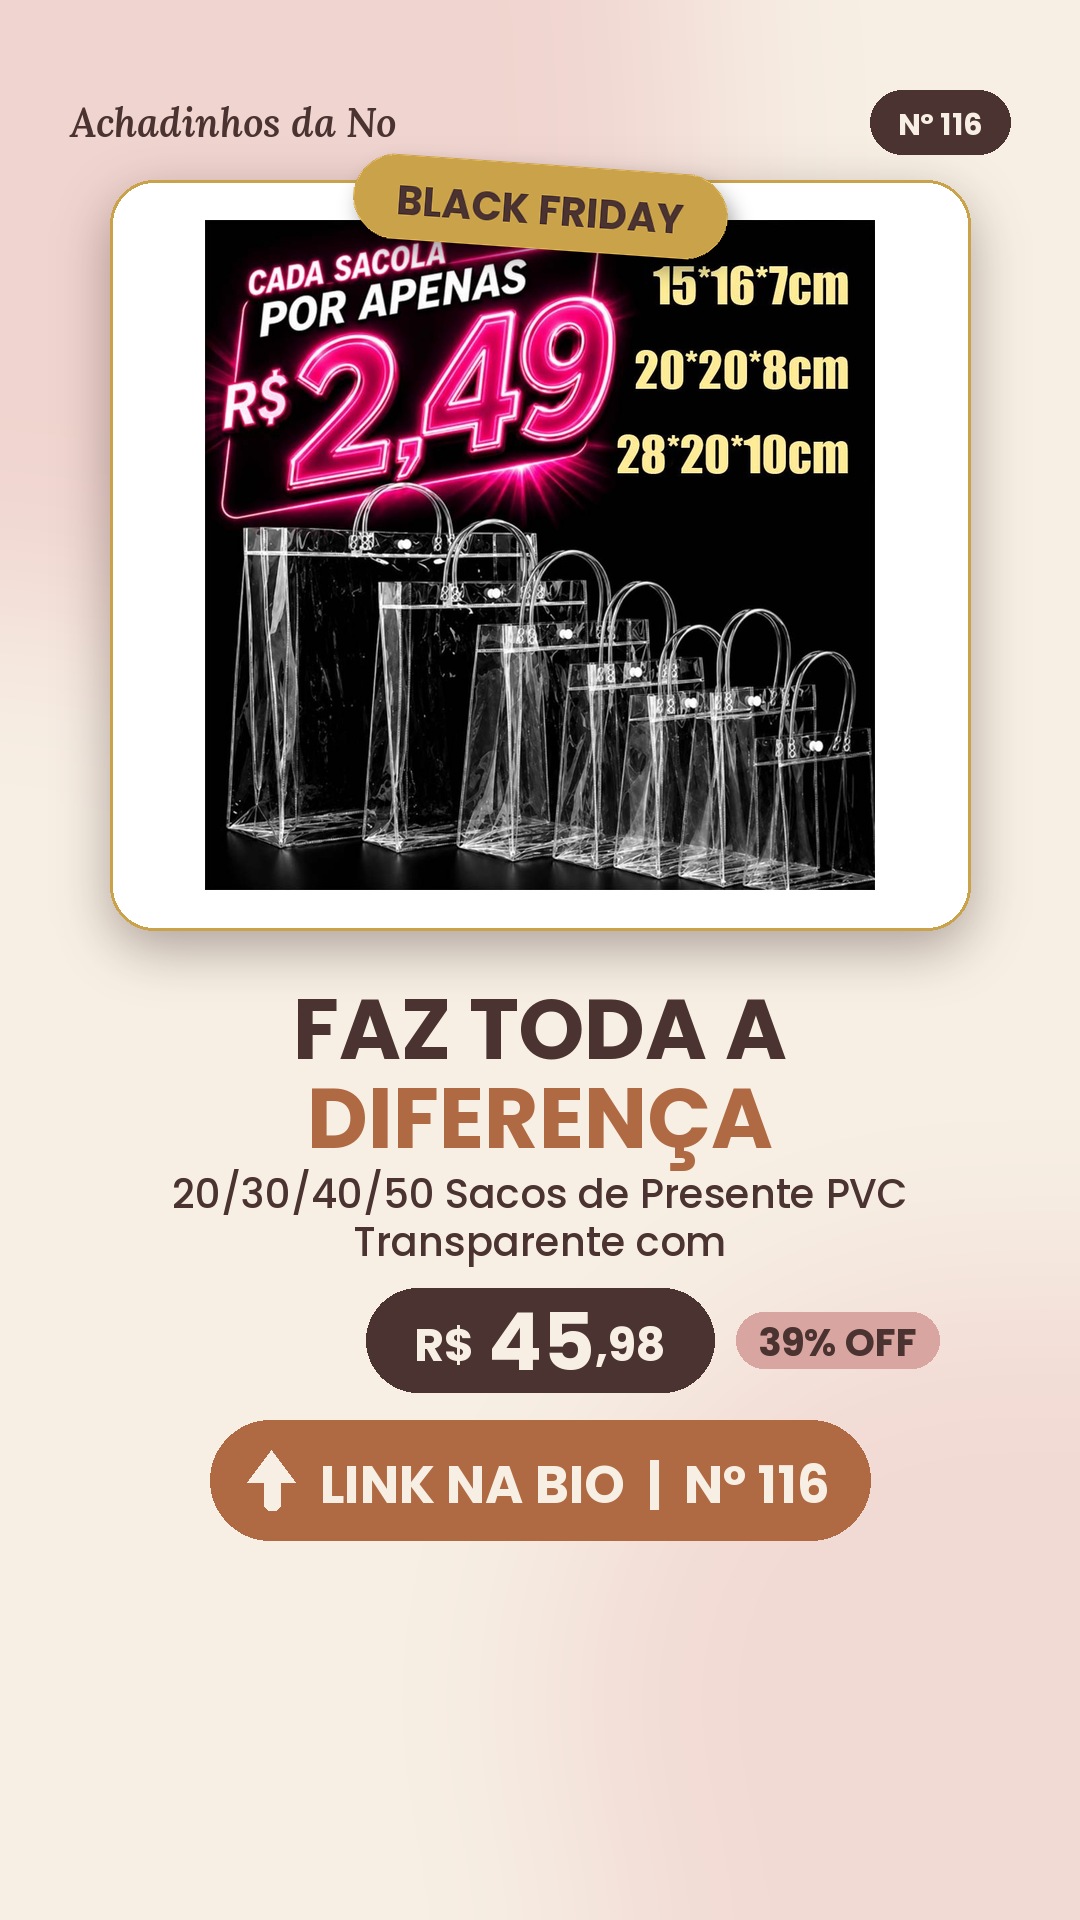 Achadinhos da No
Nº 116
BLACK FRIDAY
CADA SACOLA
POR APENAS
R$ 2,49
15*16*7cm
20*20*8cm
28*20*10cm
FAZ TODA A
DIFERENÇA
20/30/40/50 Sacos de Presente PVC
Transparente com
R$ 45,98
39% OFF
LINK NA BIO | Nº 116